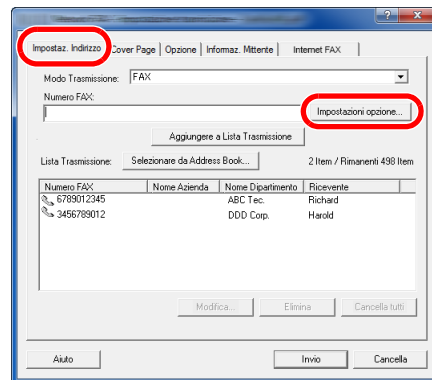 Impostaz. Indirizzo Cover Page Opzione Informaz. Mittente Internet FAX
Modo Trasmissione: FAX
Numero FAX:
Impostazioni opzione...
Aggiungere a Lista Trasmissione
Lista Trasmissione: Selezionare da Address Book... 2 Item / Rimanenti 498 Item
Numero FAX Nome Azienda Nome Dipartimento Ricevente
6789012345 ABC Tec. Richard
3456789012 DDD Corp. Harold
Modifica... Elimina Cancella tutti
Aiuto Invio Cancella